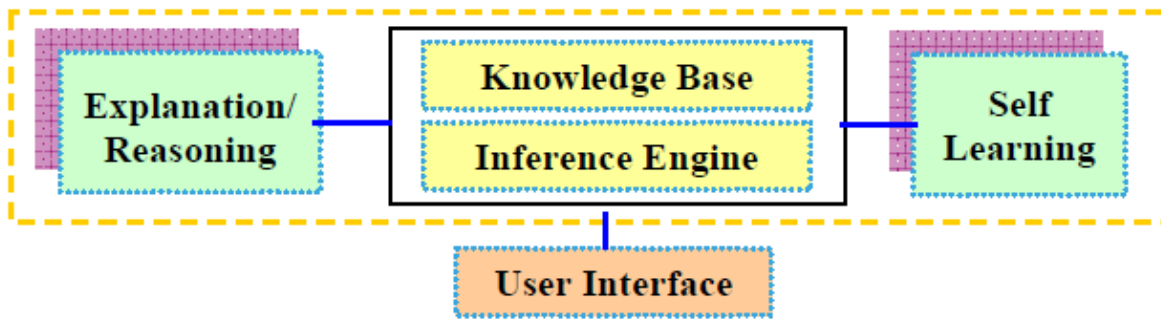 Explanation/
Reasoning
Knowledge Base
Inference Engine
Self
Learning
User Interface